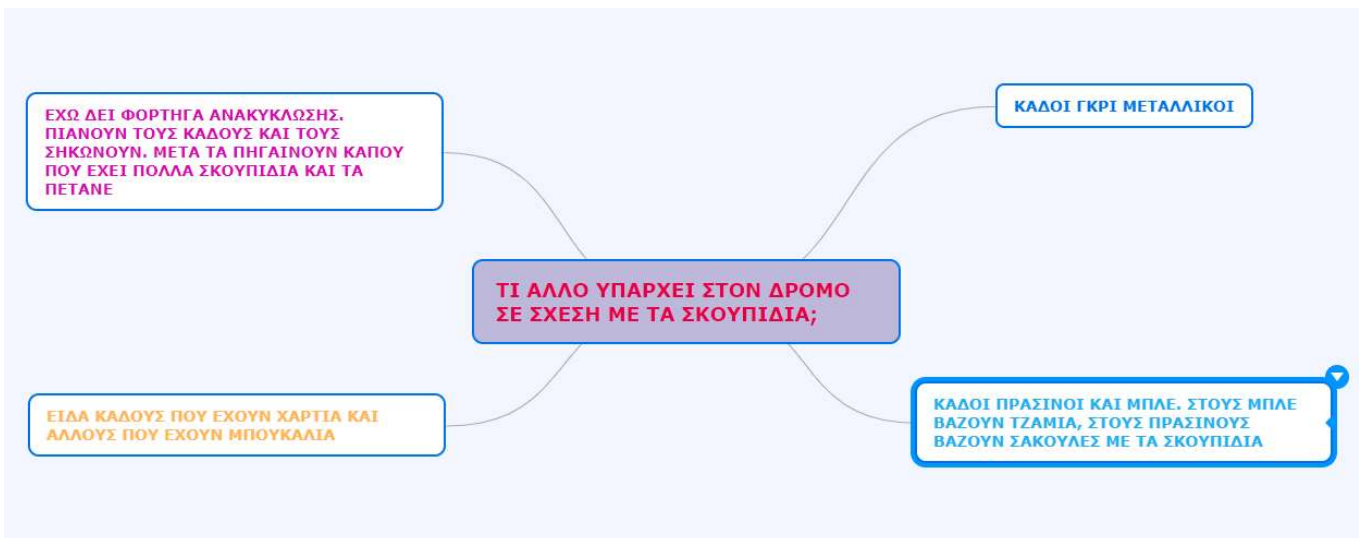 ΕΧΩ ΔΕΙ ΦΟΡΤΗΓΑ ΑΝΑΚΥΚΛΩΣΗΣ.
ΠΙΑΝΟΥΝ ΤΟΥΣ ΚΑΔΟΥΣ ΚΑΙ ΤΟΥΣ
ΣΗΚΩΝΟΥΝ. ΜΕΤΑ ΤΑ ΠΗΓΑΙΝΟΥΝ ΚΑΠΟΥ
ΠΟΥ ΕΧΕΙ ΠΟΛΛΑ ΣΚΟΥΠΙΔΙΑ ΚΑΙ ΤΑ
ΠΕΤΑΝΕ
ΚΑΔΟΙ ΓΚΡΙ ΜΕΤΑΛΛΙΚΟΙ
ΤΙ ΑΛΛΟ ΥΠΑΡΧΕΙ ΣΤΟΝ ΔΡΟΜΟ
ΣΕ ΣΧΕΣΗ ΜΕ ΤΑ ΣΚΟΥΠΙΔΙΑ;
ΕΙΔΑ ΚΑΔΟΥΣ ΠΟΥ ΕΧΟΥΝ ΧΑΡΤΙΑ ΚΑΙ
ΑΛΛΟΥΣ ΠΟΥ ΕΧΟΥΝ ΜΠΟΥΚΑΛΙΑ
ΚΑΔΟΙ ΠΡΑΣΙΝΟΙ ΚΑΙ ΜΠΛΕ. ΣΤΟΥΣ ΜΠΛΕ
ΒΑΖΟΥΝ ΤΖΑΜΙΑ, ΣΤΟΥΣ ΠΡΑΣΙΝΟΥΣ
ΒΑΖΟΥΝ ΣΑΚΟΥΛΕΣ ΜΕ ΤΑ ΣΚΟΥΠΙΔΙΑ